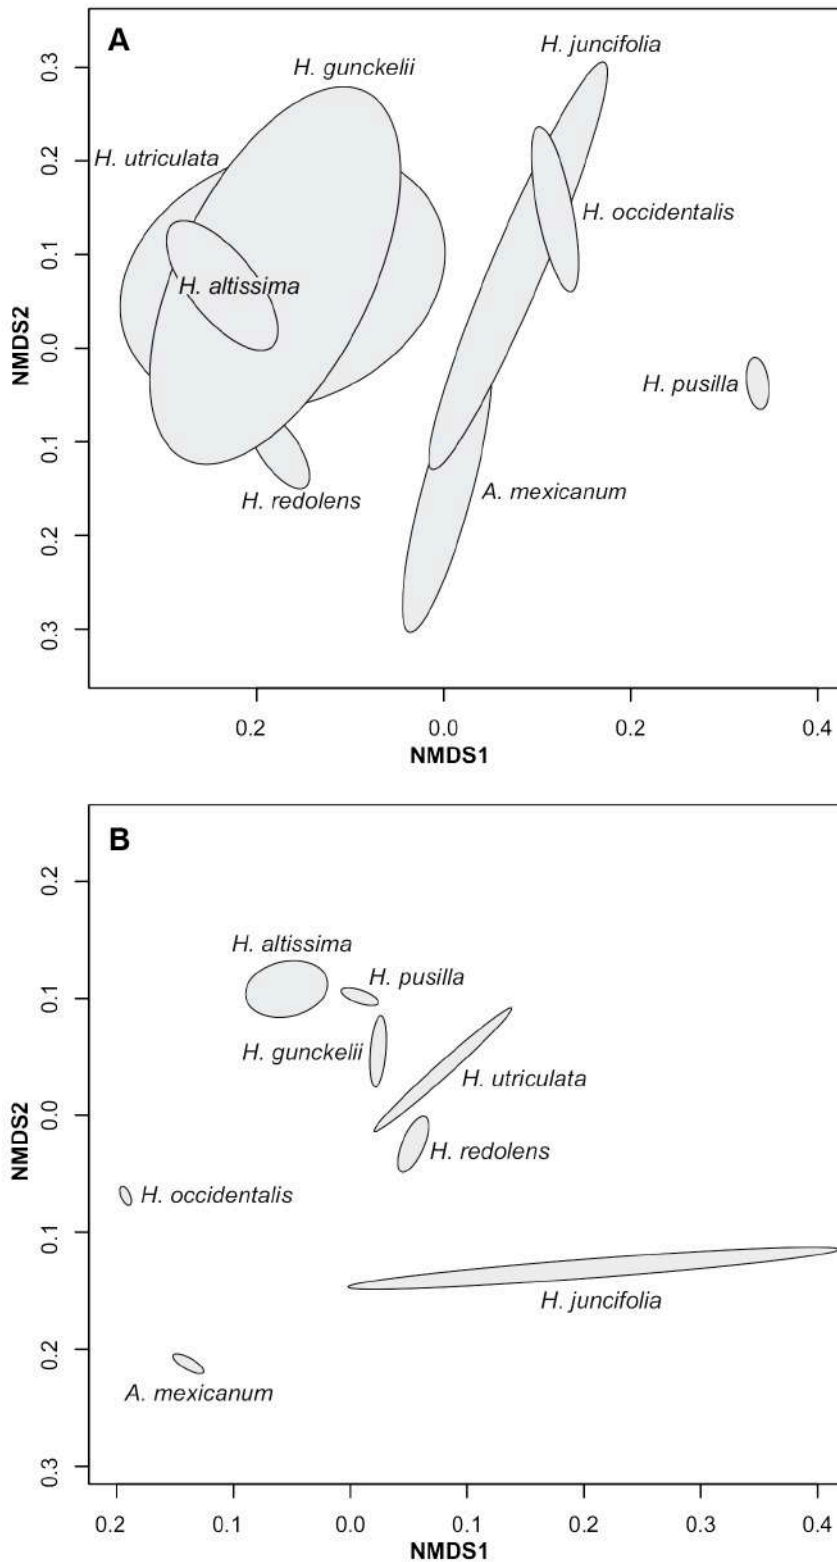 A
H. juncifolia
H. gunckelii
H. utriculata
H. occidentalis
H. altissima
H. pusilla
A. mexicanum
H. redolens
0.3
0.2
0.1
0.0
0.1
0.2
0.3
NMDS2
0.2
0.0
0.2
0.4
NMDS1
B
H. altissima
H. pusilla
H. gunckelii
H. utriculata
H. redolens
H. occidentalis
H. juncifolia
A. mexicanum
0.2
0.1
0.0
0.1
0.2
0.3
NMDS2
0.2
0.1
0.0
0.1
0.2
0.3
0.4
NMDS1